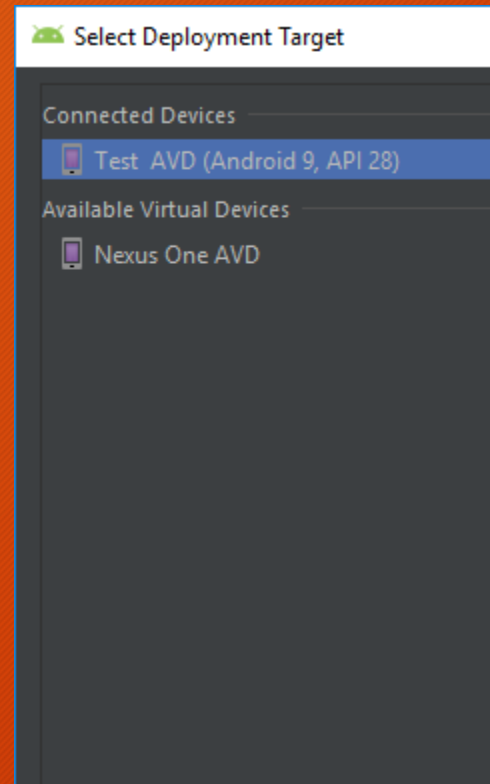 Select Deployment Target
Connected Devices
Test  AVD (Android 9, API 28)
Available Virtual Devices
Nexus One AVD